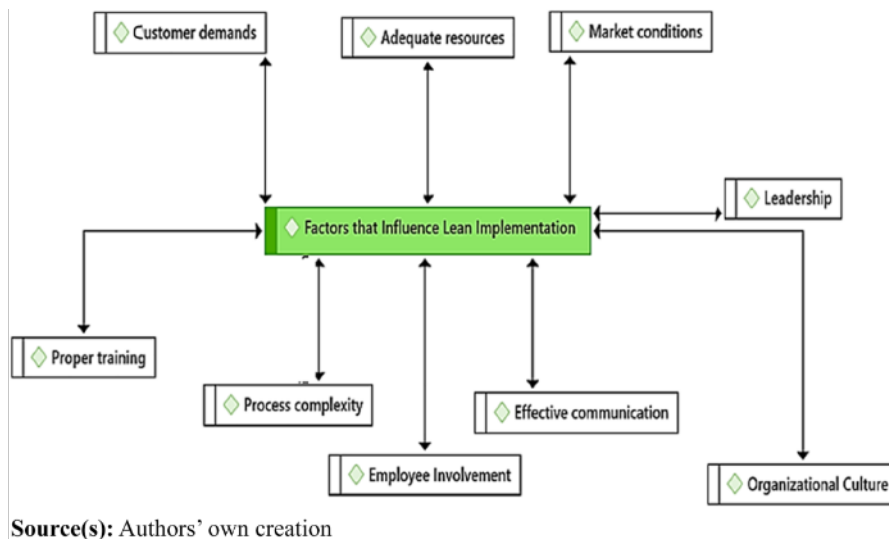 Customer demands
Adequate resources
Market conditions
Leadership
Factors that Influence Lean Implementation
Proper training
Process complexity
Effective communication
Employee Involvement
Organizational Culture
Source(s): Authors' own creation